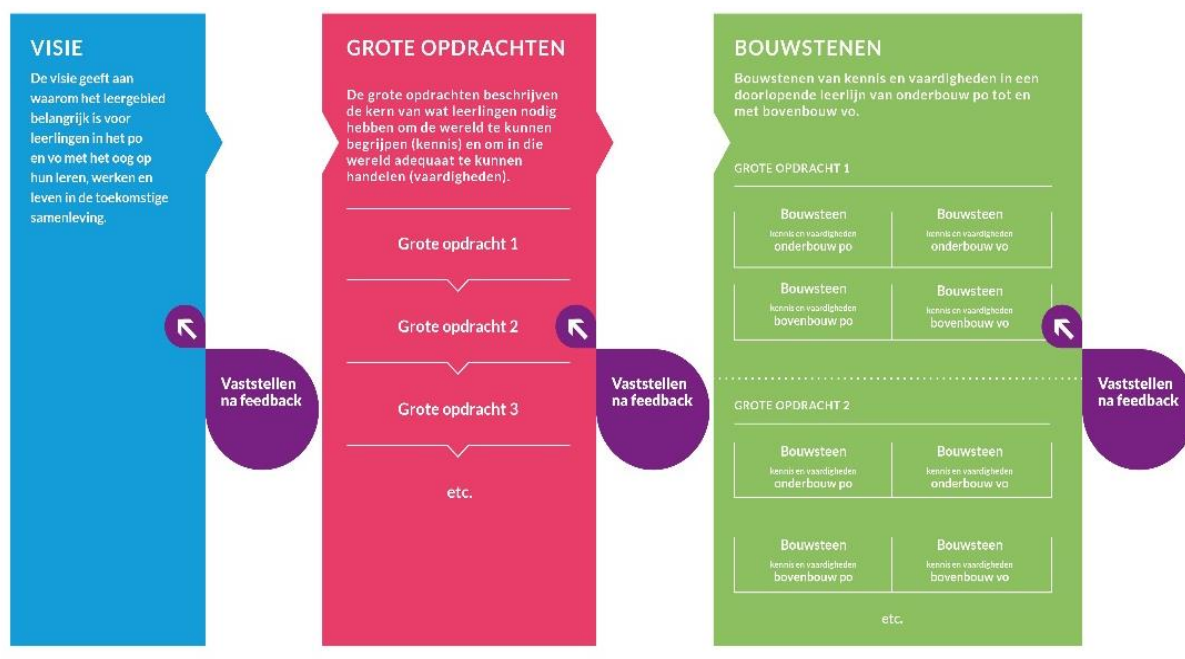 VISIE
De visie geeft aan
waarom het leergebied
belangrijk is voor
leerlingen in het po
en vo met het oog op
hun leren, werken en
leven in de toekomstige
samenleving.
Vaststellen
na feedback
GROTE OPDRACHTEN
De grote opdrachten beschrijven
de kern van wat leerlingen nodig
hebben om de wereld te kunnen
begrijpen (kennis) en om in die
wereld adequaat te kunnen
handelen (vaardigheden).
Grote opdracht 1
Grote opdracht 2
Grote opdracht 3
etc.
Vaststellen
na feedback
BOUWSTENEN
Bouwstenen van kennis en vaardigheden in een
doorlopende leerlijn van onderbouw po tot en
met bovenbouw vo.
GROTE OPDRACHT 1
Bouwsteen
kennis en vaardigheden
onderbouw po
Bouwsteen
kennis en vaardigheden
onderbouw vo
Bouwsteen
kennis en vaardigheden
bovenbouw po
Bouwsteen
kennis en vaardigheden
bovenbouw vo
GROTE OPDRACHT 2
Bouwsteen
kennis en vaardigheden
onderbouw po
Bouwsteen
kennis en vaardigheden
onderbouw vo
Bouwsteen
kennis en vaardigheden
bovenbouw po
Bouwsteen
kennis en vaardigheden
bovenbouw vo
etc.
Vaststellen
na feedback